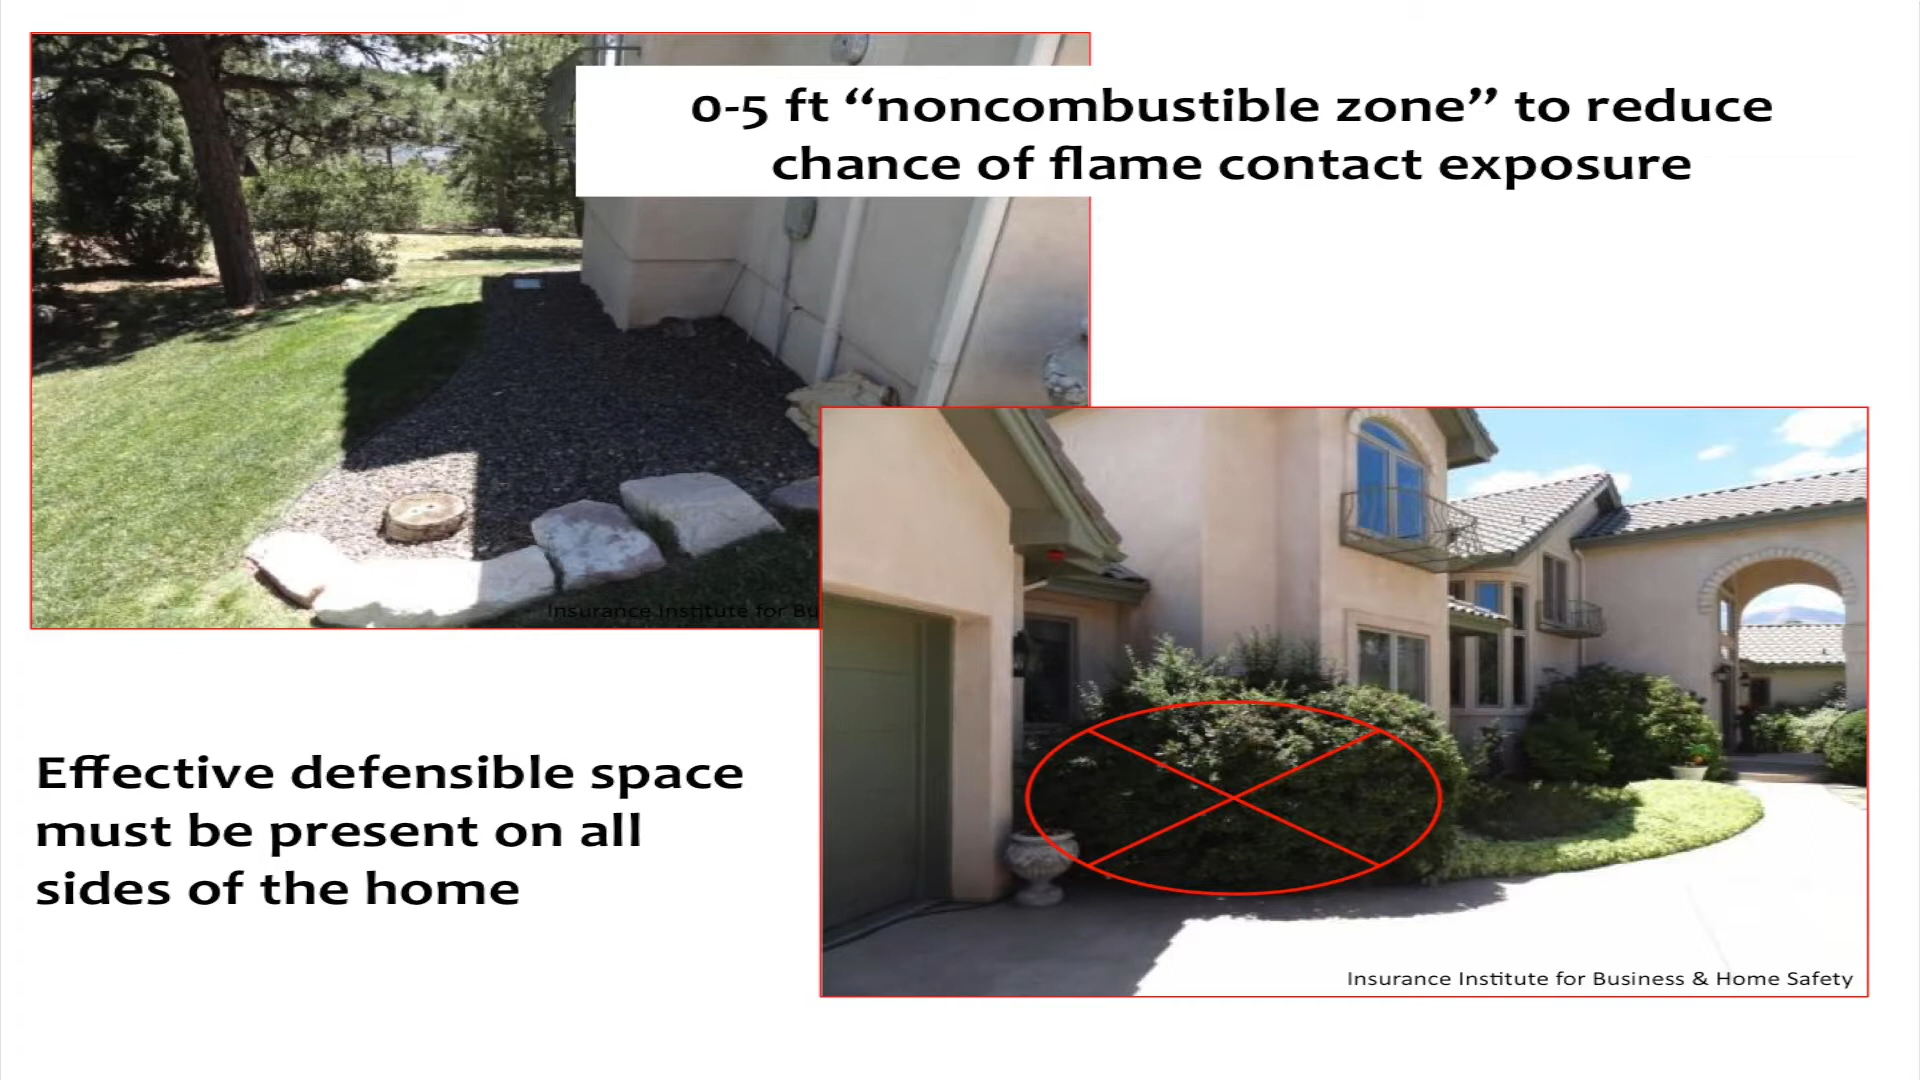 0-5 ft “noncombustible zone” to reduce
chance of flame contact exposure
Insurance Institute for Bu
Effective defensible space
must be present on all
sides of the home
Insurance Institute for Business & Home Safety